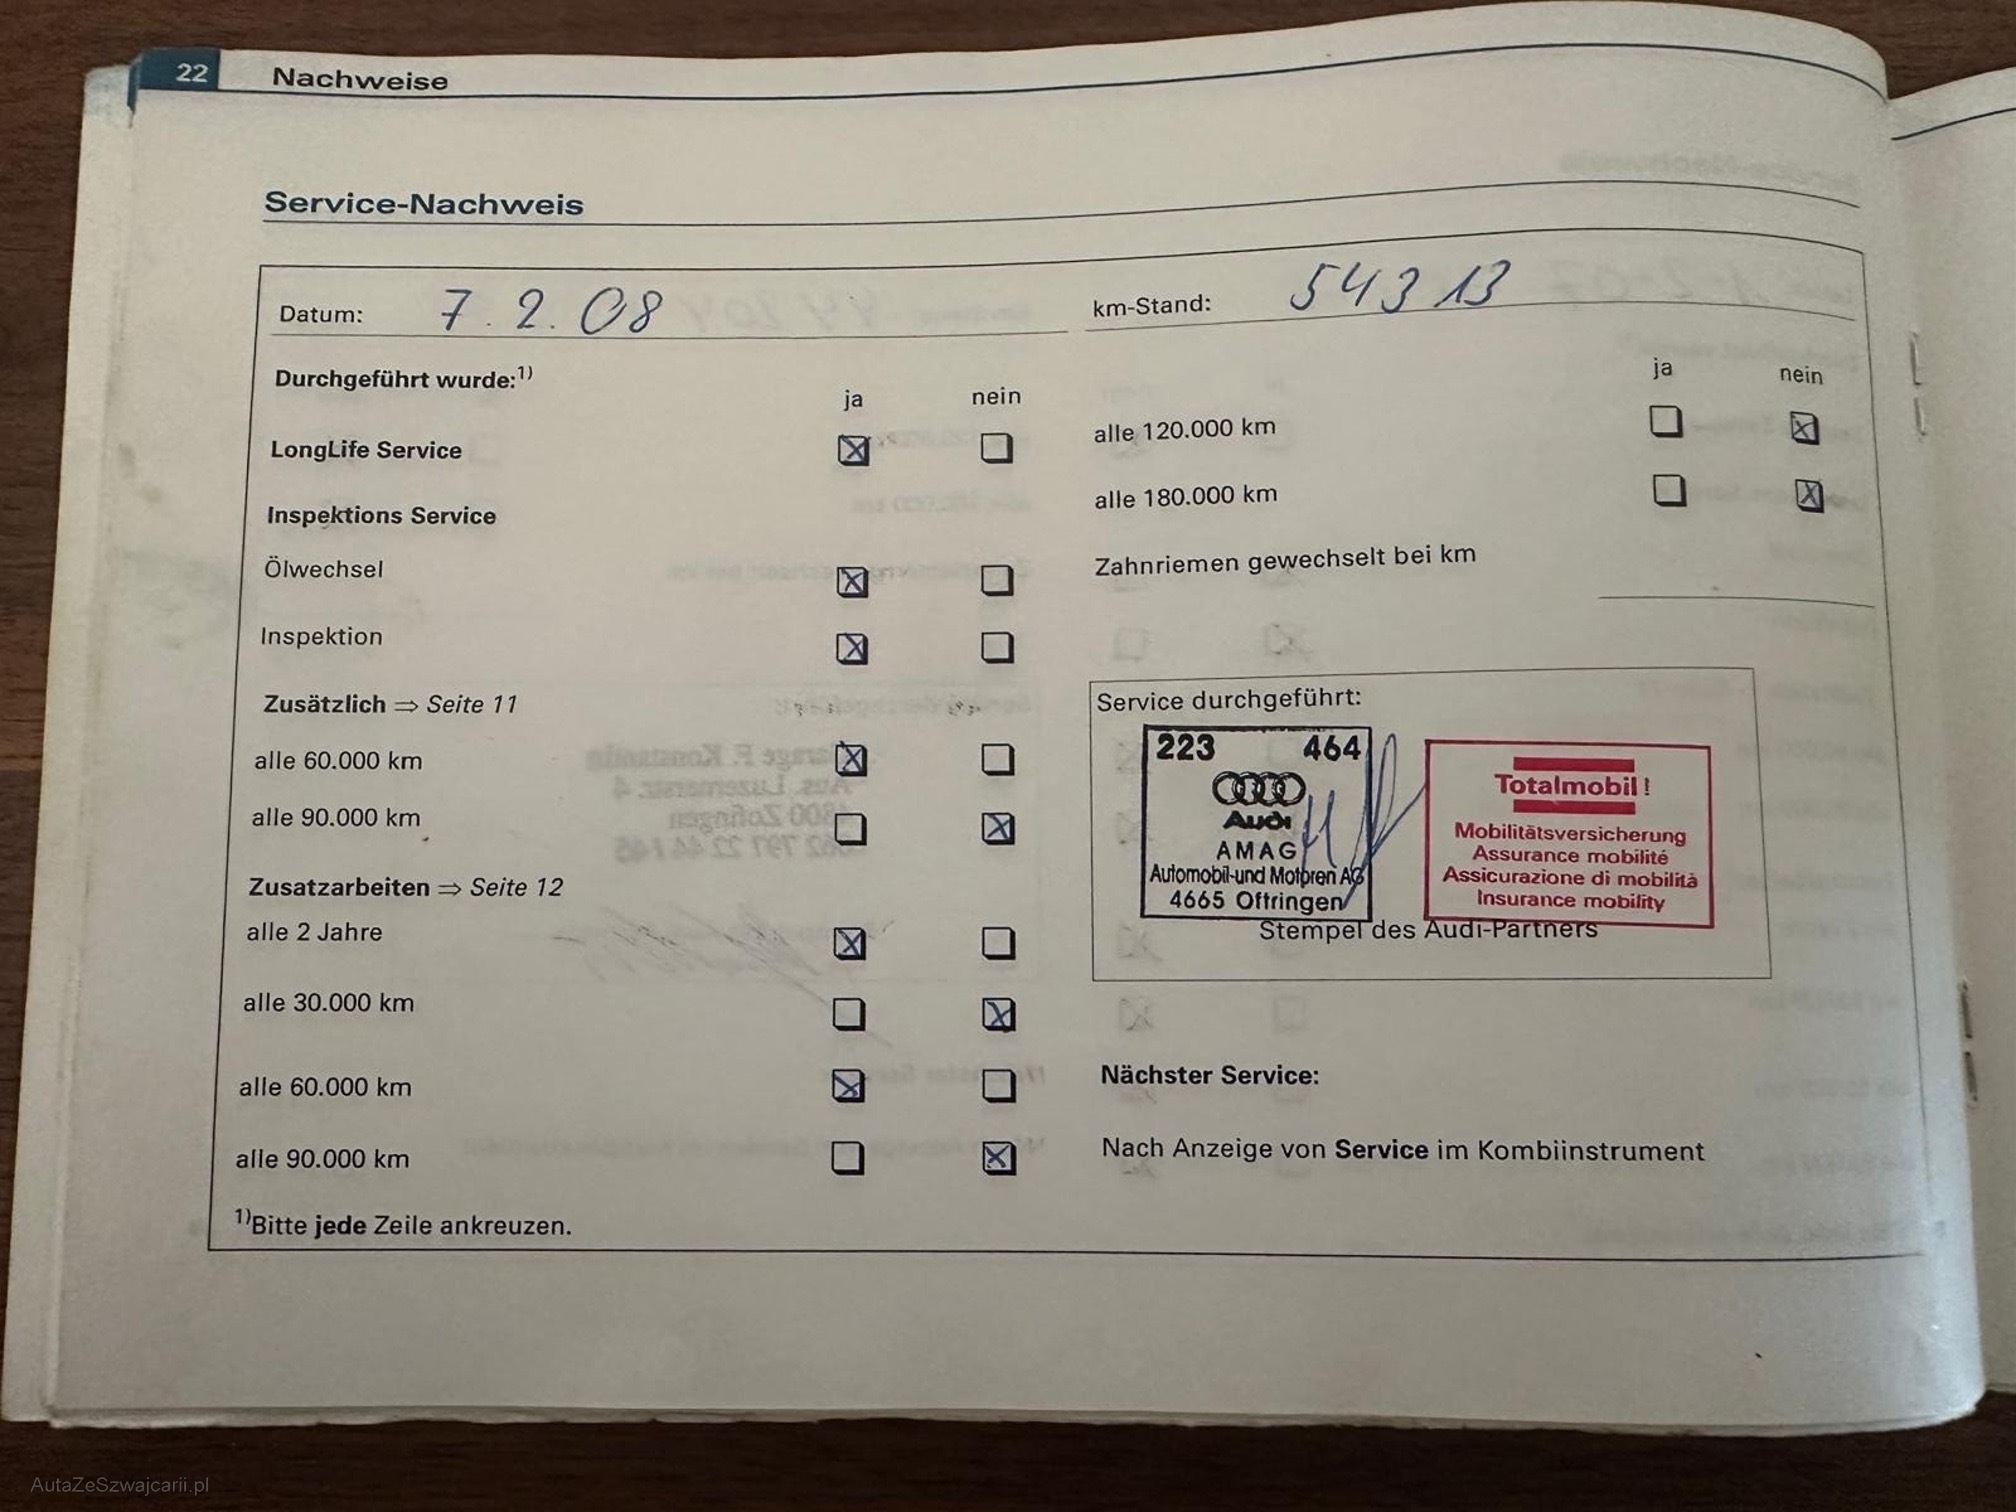 22 Nachweise
Service-Nachweis
Datum: 7.2.08
km-Stand: 54313
Durchgeführt wurde:1)
ja nein
LongLife Service
Inspektions Service
Ölwechsel
Inspektion
Zusätzlich ⇒ Seite 11
alle 60.000 km
alle 90.000 km
Zusatzarbeiten ⇒ Seite 12
alle 2 Jahre
alle 30.000 km
alle 60.000 km
alle 90.000 km
1)Bitte jede Zeile ankreuzen.
ja nein
alle 120.000 km
alle 180.000 km
Zahnriemen gewechselt bei km
Service durchgeführt:
223 464
Audi
AMAG
Automobil-und Motoren AG
4665 Oftringen
Totalmobil!
Mobilitätsversicherung
Assurance mobilité
Assicurazione di mobilità
Insurance mobility
Stempel des Audi-Partners
Nächster Service:
Nach Anzeige von Service im Kombiinstrument
AutaZeSzwajcarii.pl